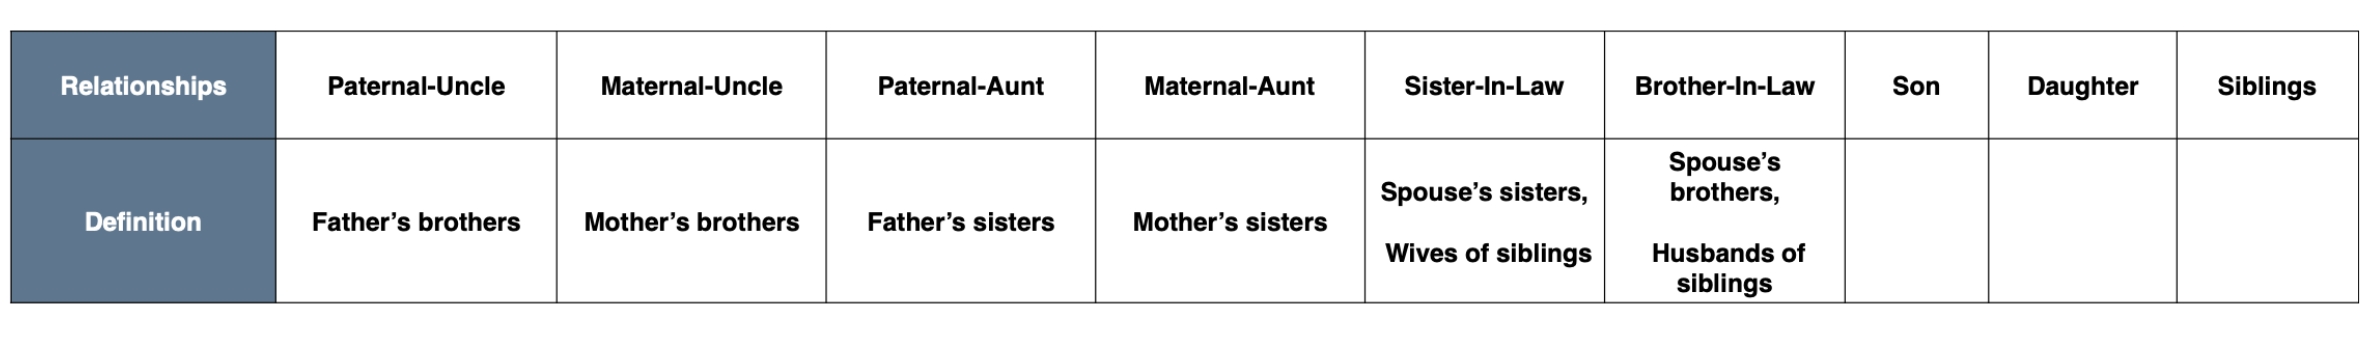 Relationships
Paternal-Uncle
Maternal-Uncle
Paternal-Aunt
Maternal-Aunt
Sister-In-Law
Brother-In-Law
Son
Daughter
Siblings
Definition
Father’s brothers
Mother’s brothers
Father’s sisters
Mother’s sisters
Spouse’s sisters,
Wives of siblings
Spouse’s
brothers,
Husbands of
siblings